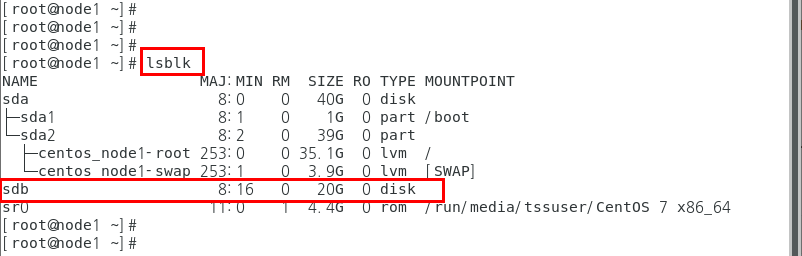 [root@node1 ~]#
[root@node1 ~]#
[root@node1 ~]#
[root@node1 ~]# lsblk
NAME                  MAJ:MIN RM  SIZE RO TYPE MOUNTPOINT
sda                     8:0    0   40G  0 disk
├─sda1                  8:1    0    1G  0 part /boot
└─sda2                  8:2    0   39G  0 part
  ├─centos_node1-root 253:0    0 35.1G  0 lvm  /
  └─centos_node1-swap 253:1    0  3.9G  0 lvm  [SWAP]
sdb                     8:16   0   20G  0 disk
sr0                    11:0    1  4.4G  0 rom  /run/media/tssuser/CentOS 7 x86_64
[root@node1 ~]#
[root@node1 ~]#